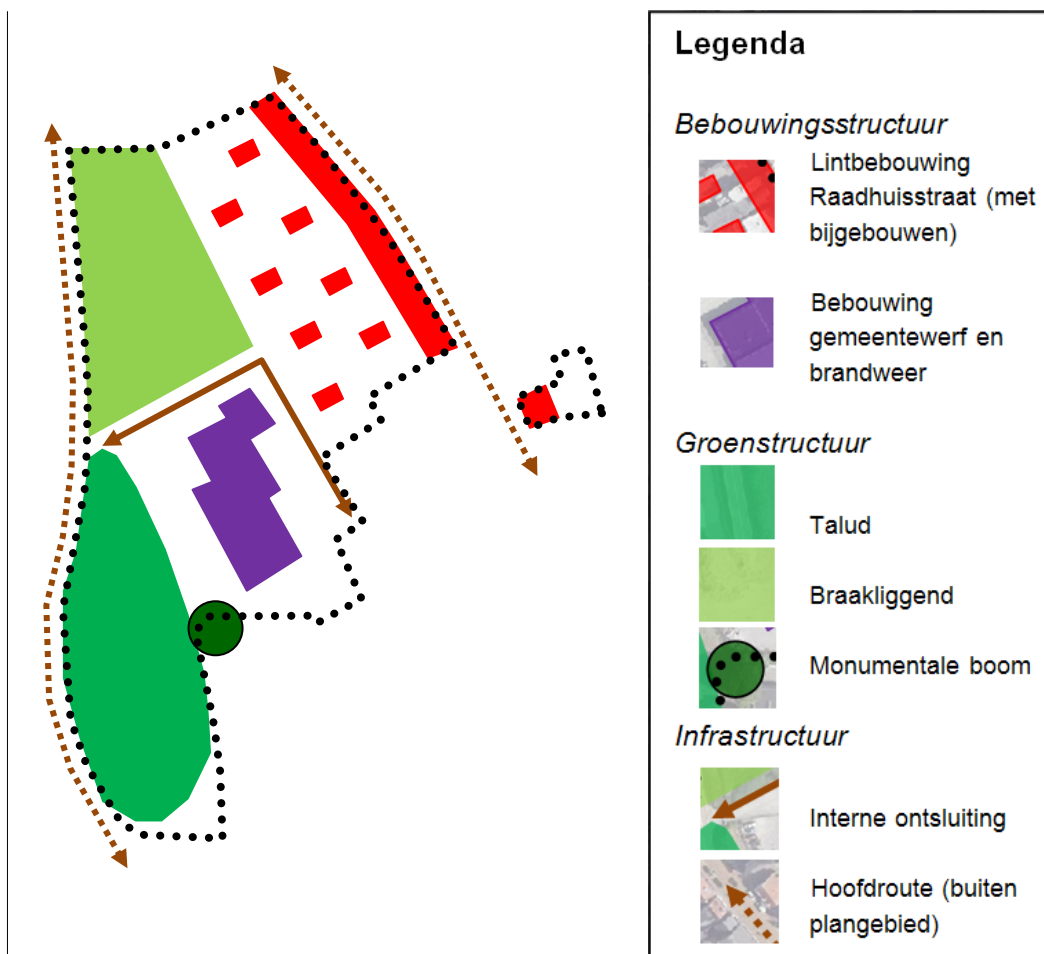 Legenda
Bebouwingsstructuur
Lintbebouwing
Raadhuisstraat (met
bijgebouwen)
Bebouwing
gemeentewerf en
brandweer
Groenstructuur
Talud
Braakliggend
Monumentale boom
Infrastructuur
Interne ontsluiting
Hoofdroute (buiten
plangebied)